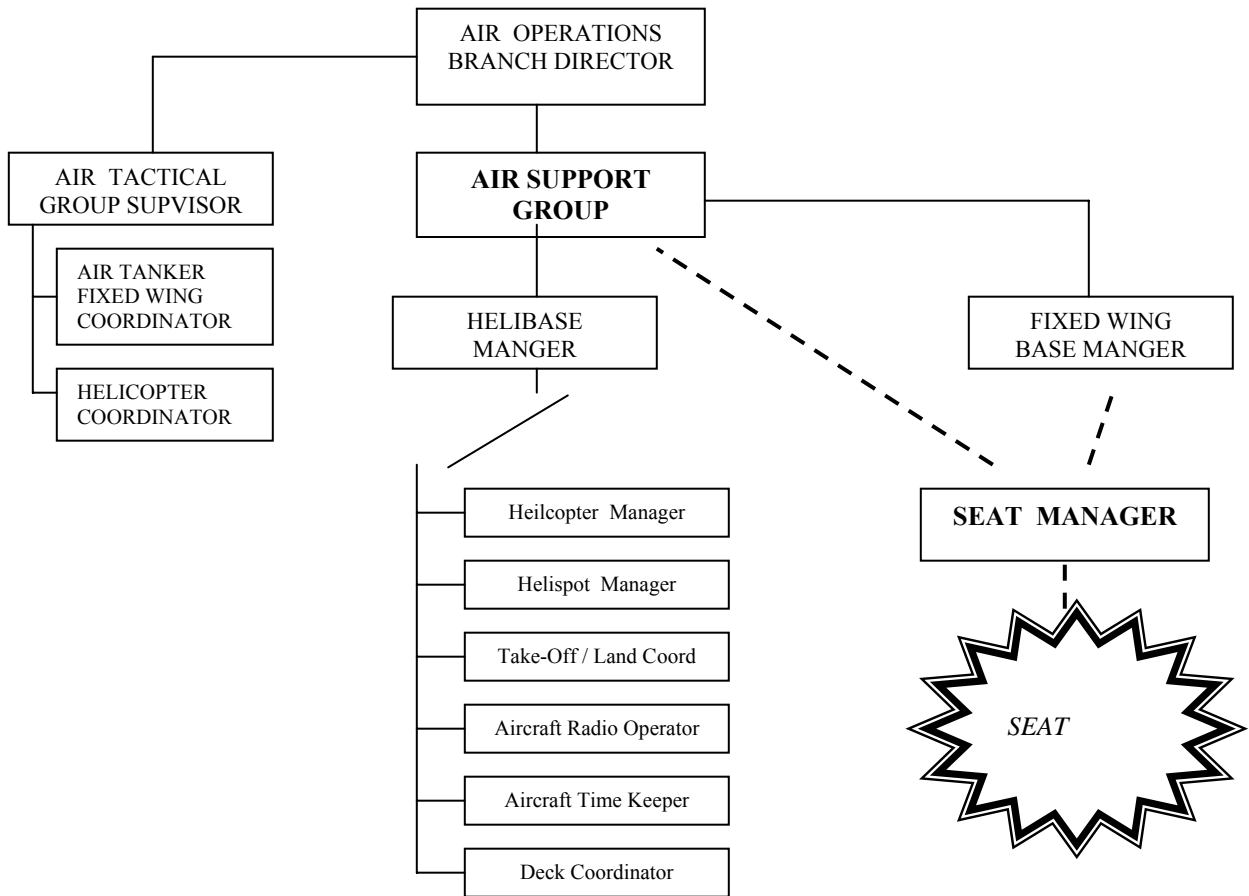 AIR OPERATIONS
BRANCH DIRECTOR
AIR TACTICAL
GROUP SUPVISOR
AIR SUPPORT
GROUP
AIR TANKER
FIXED WING
COORDINATOR
HELICOPTER
COORDINATOR
HELIBASE
MANGER
FIXED WING
BASE MANGER
Heilcopter Manager
Helispot Manager
Take-Off / Land Coord
Aircraft Radio Operator
Aircraft Time Keeper
Deck Coordinator
SEAT MANAGER
SEAT